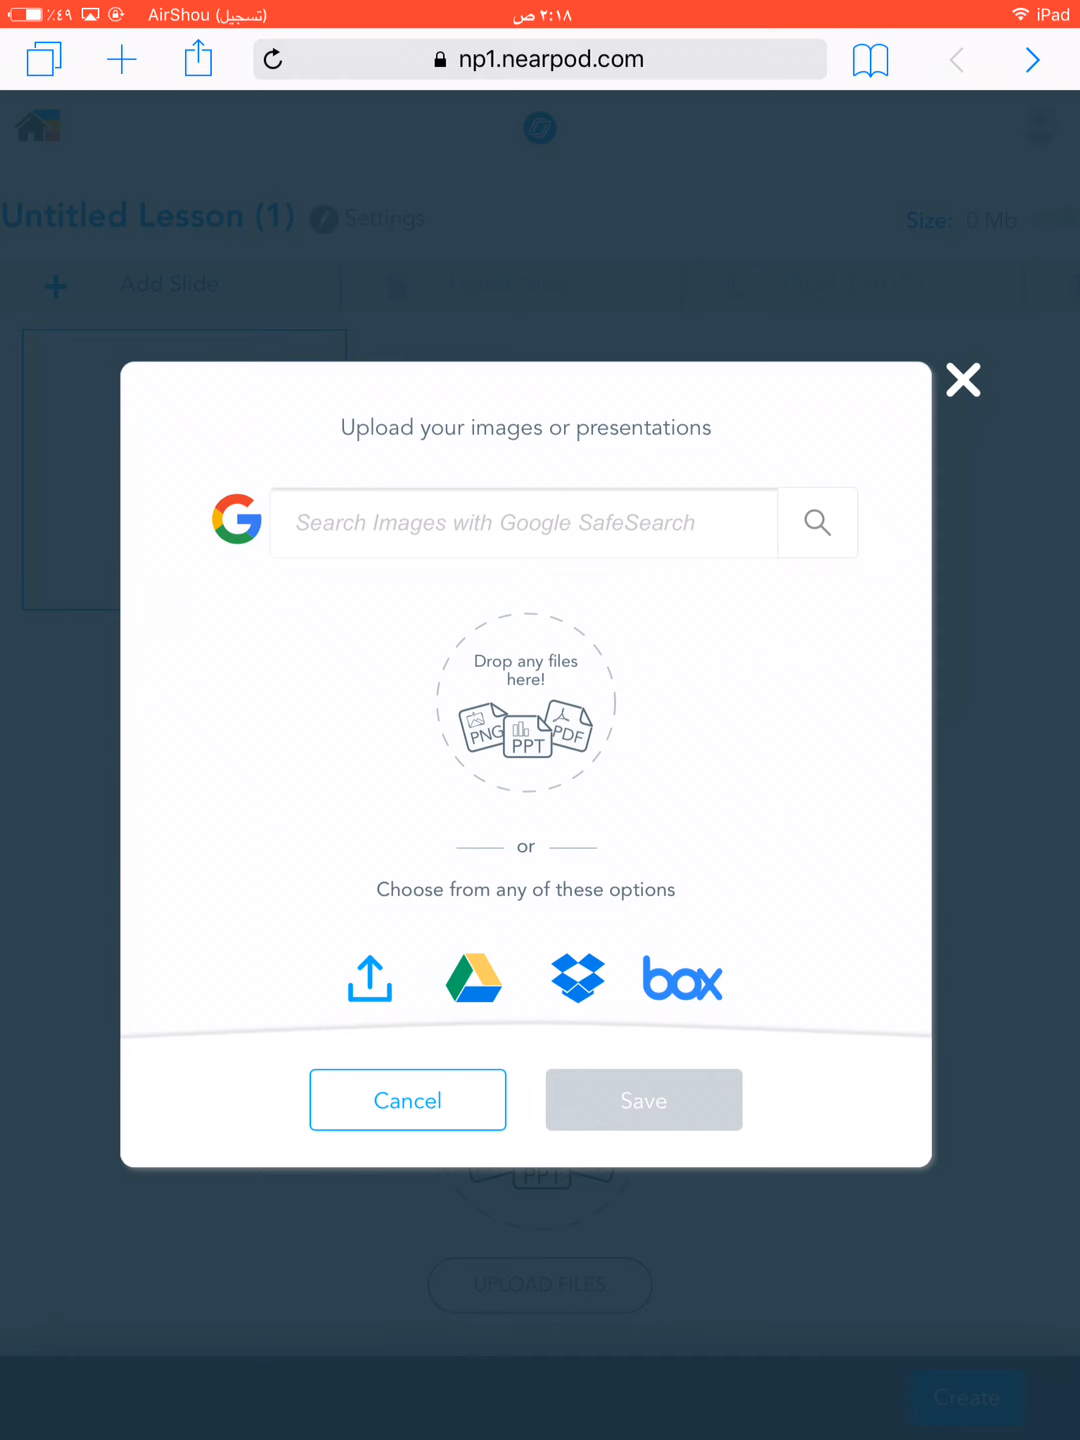 ٪٤٩ AirShou (تسجيل) ٢:١٨ ص iPad
np1.nearpod.com
Untitled Lesson (1) Settings Size: 0 Mb
Add Slide
Upload your images or presentations
Search Images with Google SafeSearch
Drop any files
here!
PNG PPT PDF
or
Choose from any of these options
box
Cancel Save
PPT
UPLOAD FILES
Create